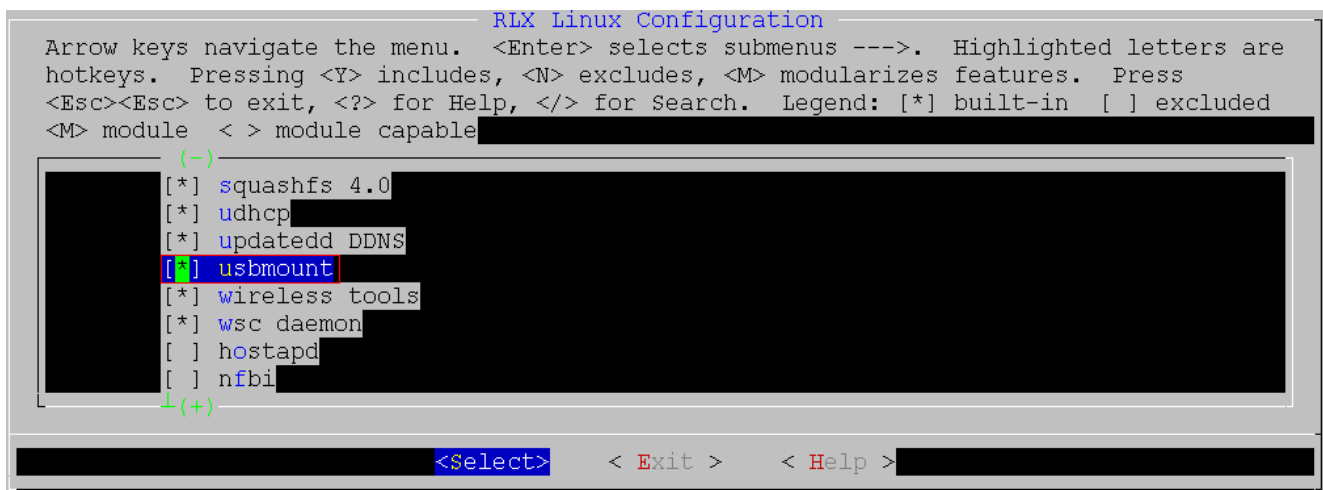 RLX Linux Configuration
Arrow keys navigate the menu.  <Enter> selects submenus --->.  Highlighted letters are
hotkeys.  Pressing <Y> includes, <N> excludes, <M> modularizes features.  Press
<Esc><Esc> to exit, <?> for Help, </> for Search.  Legend: [*] built-in  [ ] excluded
<M> module  < > module capable
(-)
[*] squashfs 4.0
[*] udhcp
[*] updatedd DDNS
[*] usbmount
[*] wireless tools
[*] wsc daemon
[ ] hostapd
[ ] nfbi
(+)
<Select>    < Exit >    < Help >